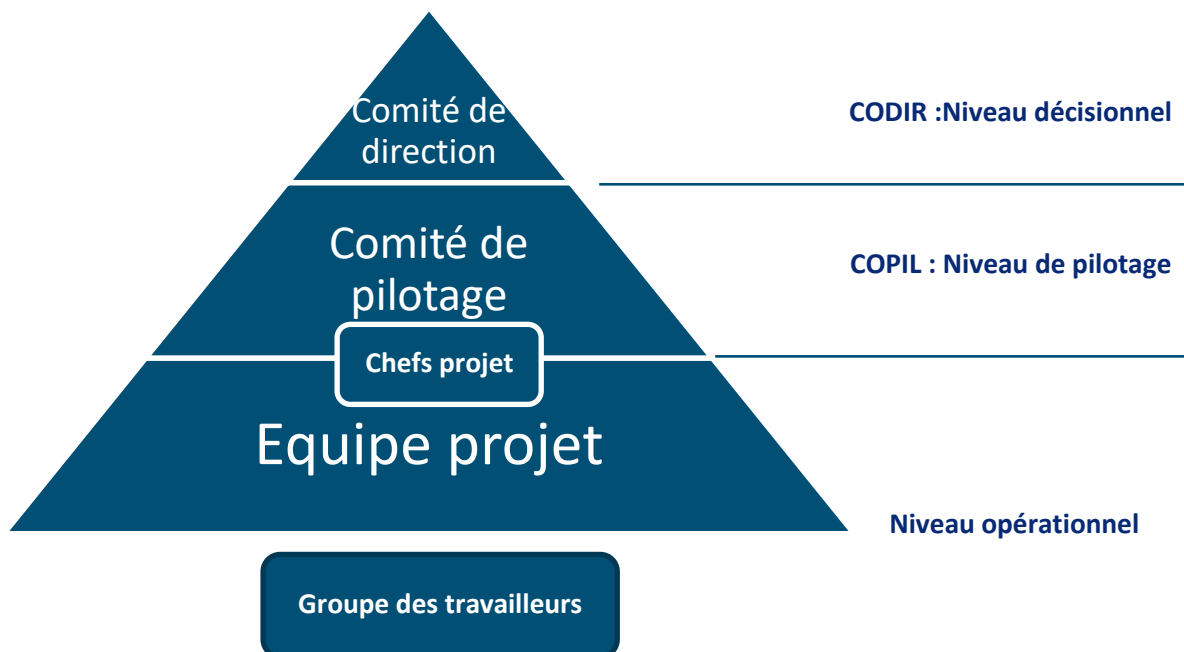 Comité de
direction
CODIR :Niveau décisionnel
Comité de
pilotage
COPIL : Niveau de pilotage
Chefs projet
Equipe projet
Niveau opérationnel
Groupe des travailleurs